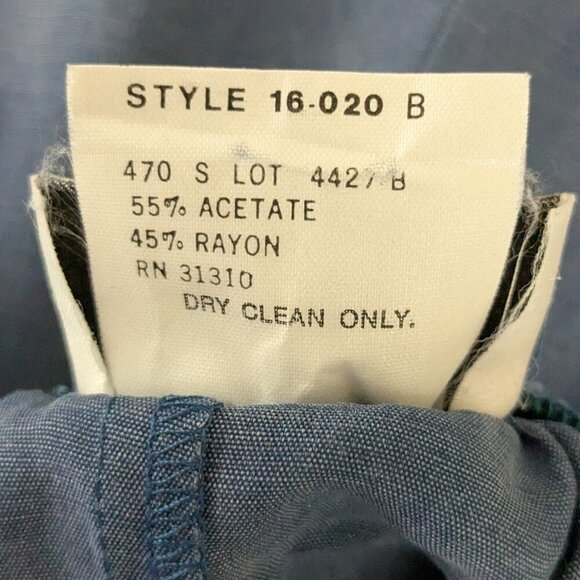 STYLE 16-020 B
470 S LOT 4427 B
55% ACETATE
45% RAYON
RN 31310
DRY CLEAN ONLY.